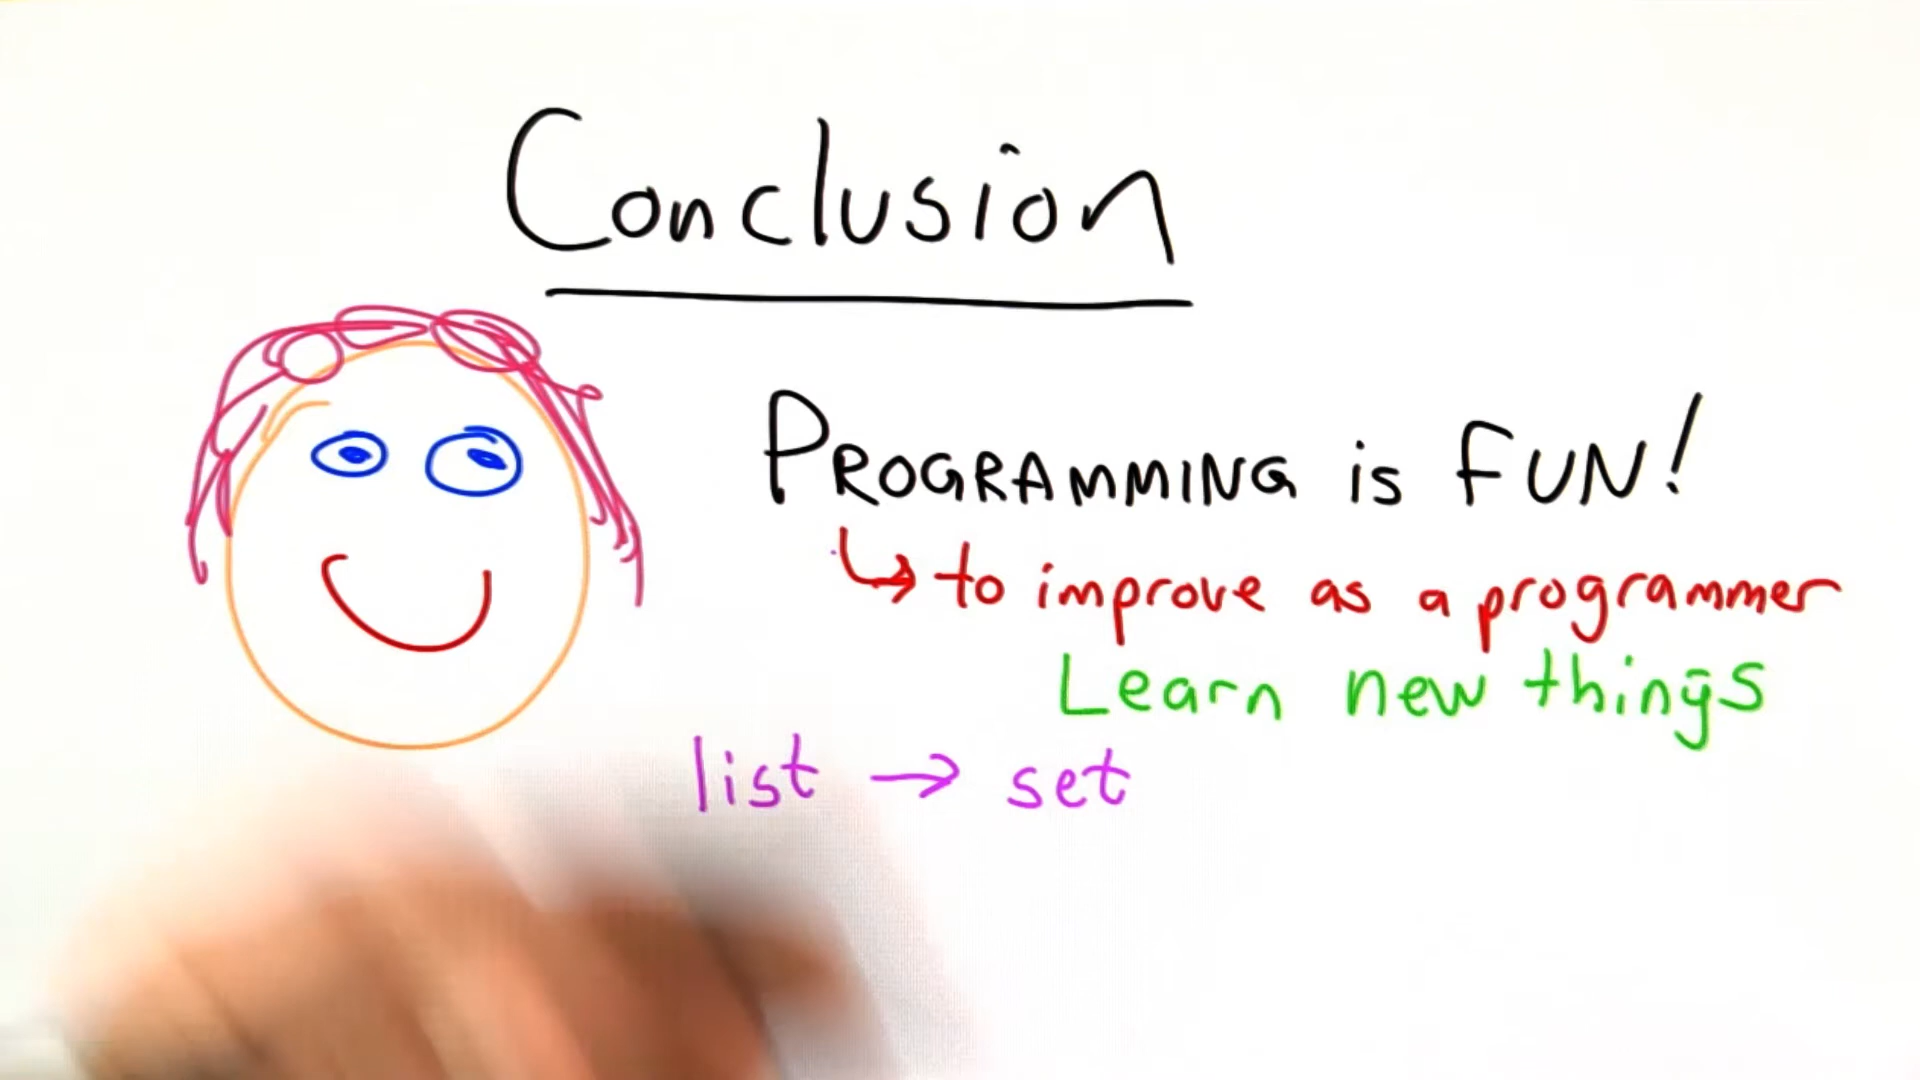 Conclusion
PROGRAMMING is FUN!
↳ to improve as a programmer
Learn new things
list → set